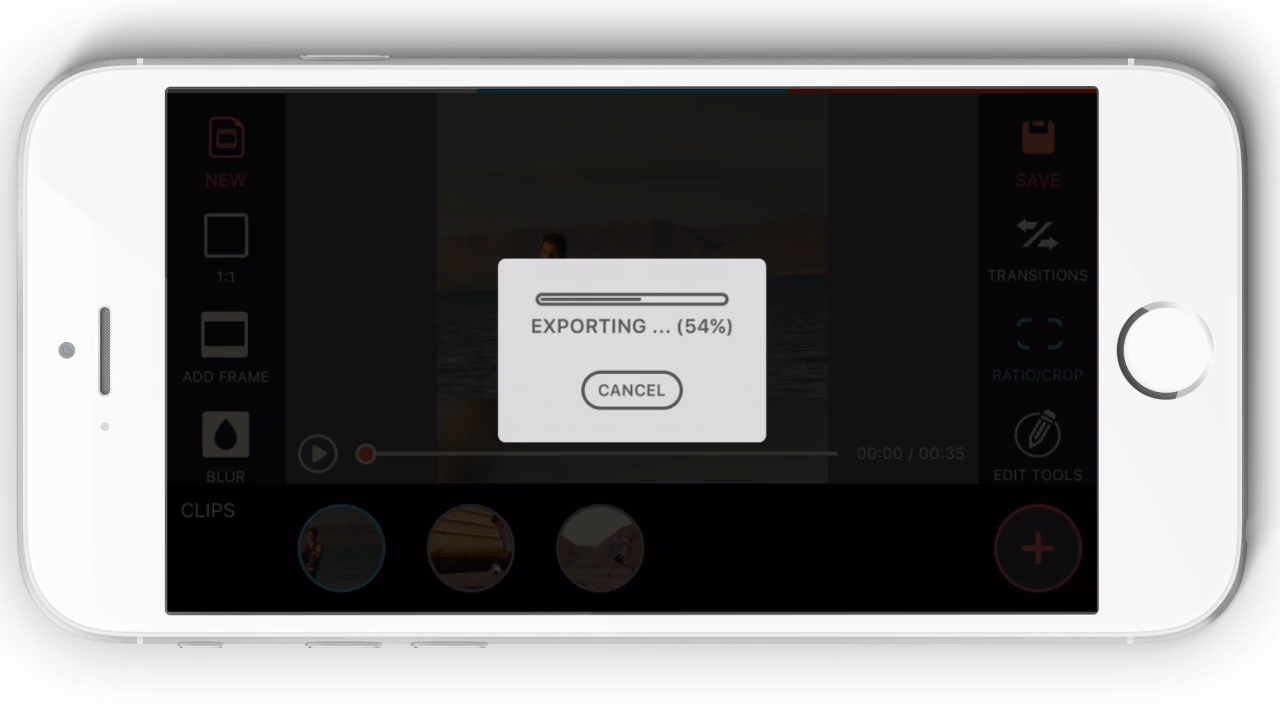 NEW
1:1
ADD FRAME
BLUR
EXPORTING ... (54%)
CANCEL
00:00 / 00:35
SAVE
TRANSITIONS
RATIO/CROP
EDIT TOOLS
CLIPS